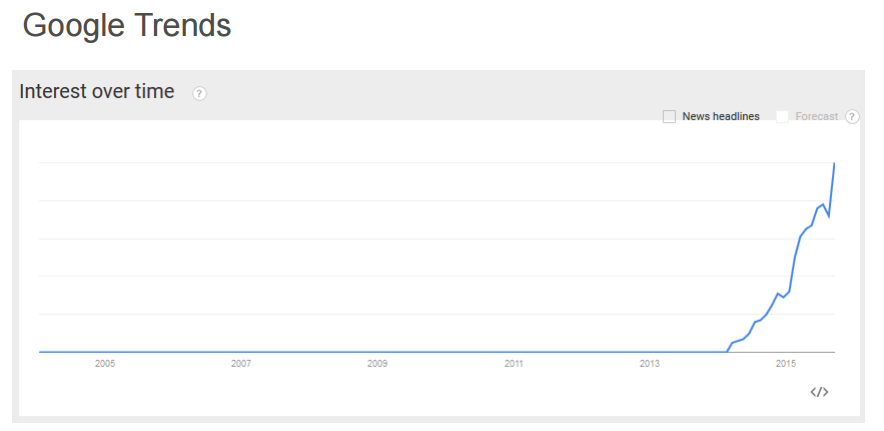 Google Trends
Interest over time ?
News headlines Forecast ?
2005 2007 2009 2011 2013 2015
</>